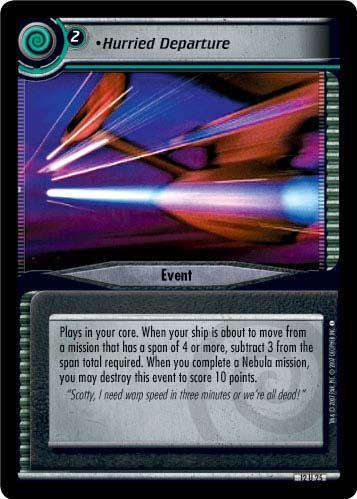 2
•Hurried Departure
Event
Plays in your core. When your ship is about to move from
a mission that has a span of 4 or more, subtract 3 from the
span total required. When you complete a Nebula mission,
you may destroy this event to score 10 points.
"Scotty, I need warp speed in three minutes or we're all dead!"
12 U 25